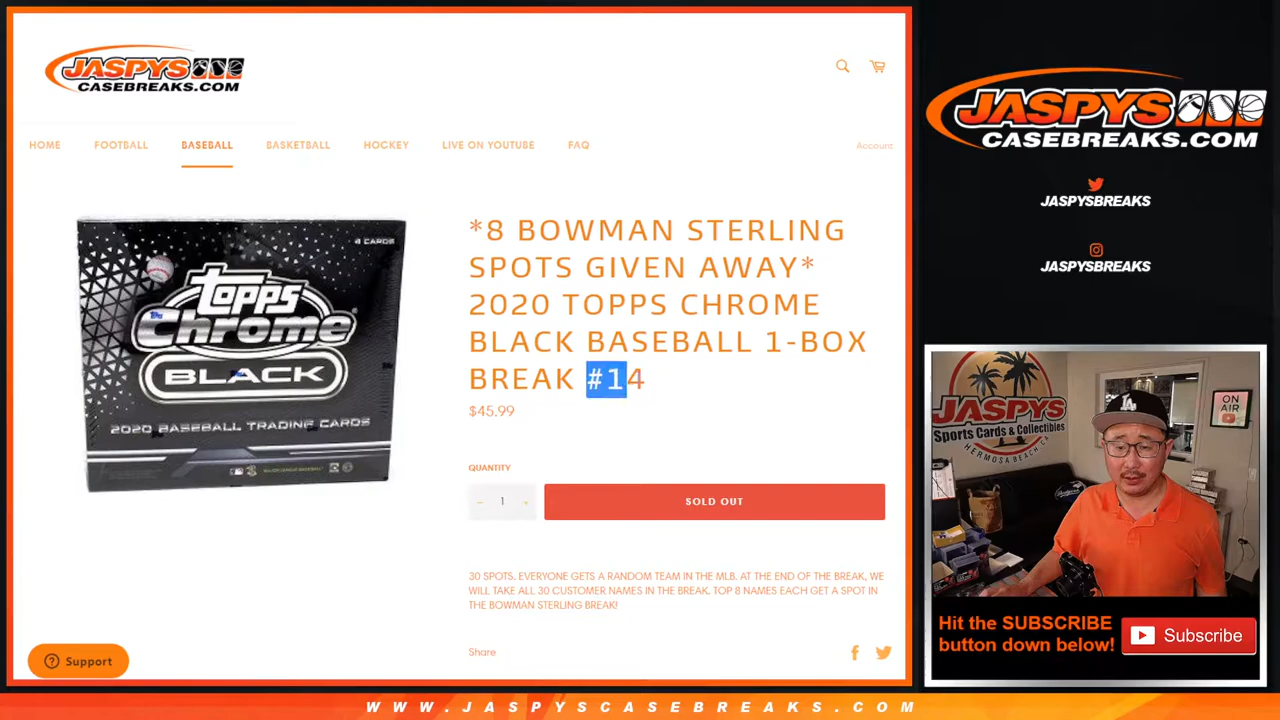 JASPYS
CASEBREAKS.COM
HOME
FOOTBALL
BASEBALL
BASKETBALL
HOCKEY
LIVE ON YOUTUBE
FAQ
Account
4 CARDS
topps
Chrome
BLACK
2020 BASEBALL TRADING CARDS
*8 BOWMAN STERLING
SPOTS GIVEN AWAY*
2020 TOPPS CHROME
BLACK BASEBALL 1-BOX
BREAK #14
$45.99
QUANTITY
− 1 +
SOLD OUT
30 SPOTS. EVERYONE GETS A RANDOM TEAM IN THE MLB. AT THE END OF THE BREAK, WE
WILL TAKE ALL 30 CUSTOMER NAMES IN THE BREAK. TOP 8 NAMES EACH GET A SPOT IN
THE BOWMAN STERLING BREAK!
Share
Support
JASPYS
CASEBREAKS.COM
JASPYSBREAKS
JASPYSBREAKS
JASPYS
Sports Cards & Collectibles
HERMOSA BEACH, CA
ON AIR
LA
Hit the SUBSCRIBE
button down below!
Subscribe
WWW.JASPYSCASEBREAKS.COM